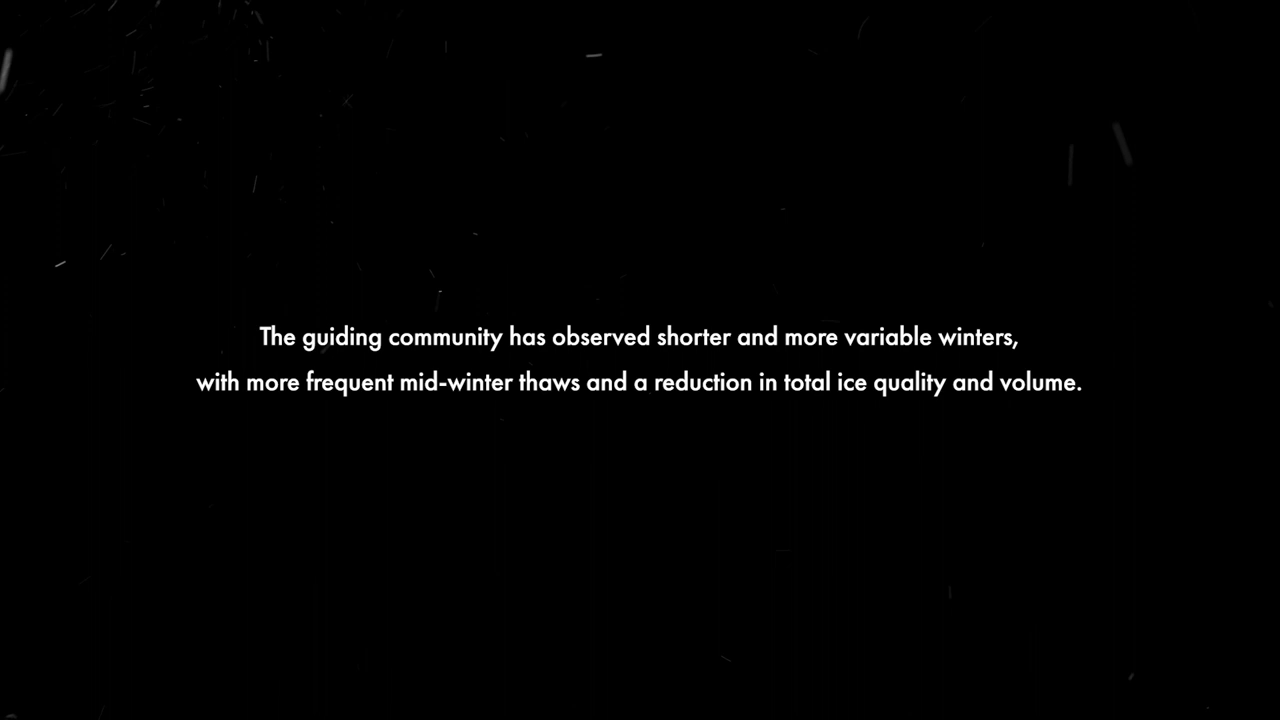 The guiding community has observed shorter and more variable winters,
with more frequent mid-winter thaws and a reduction in total ice quality and volume.